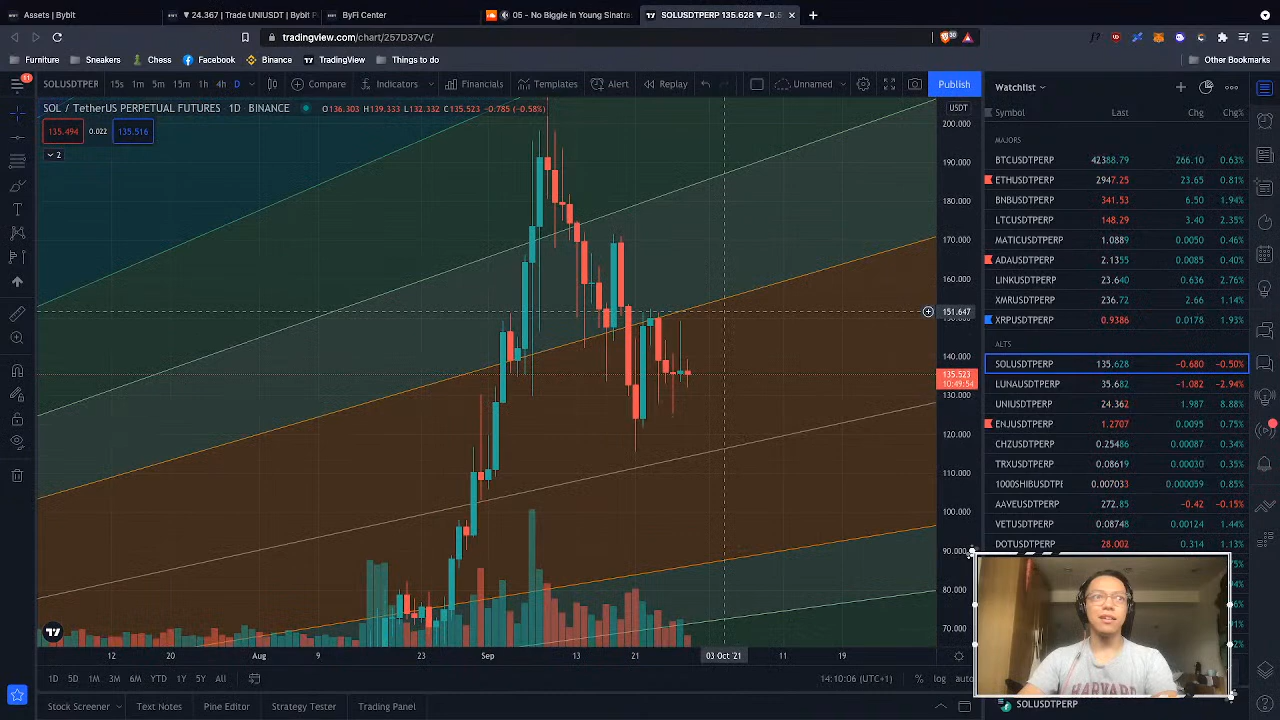 Assets | Bybit
▼ 24.367 | Trade UNIUSDT | Bybit
ByFi Center
05 - No Biggie in Young Sinatra
SOLUSDTPERP 135.628 ▼ −0.5
tradingview.com/chart/257D37vC/
Furniture
Sneakers
Chess
Facebook
Binance
TradingView
Things to do
Other Bookmarks
SOLUSDTPERP
15s 1m 5m 15m 1h 4h D
Compare
Indicators
Financials
Templates
Alert
Replay
Unnamed
Publish
SOL / TetherUS PERPETUAL FUTURES 1D BINANCE
O136.303 H139.333 L132.332 C135.523 −0.785 (−0.58%)
135.494 0.022 135.516
2
USDT
200.000
190.000
180.000
170.000
160.000
151.647
140.000
135.523
10:49:54
130.000
120.000
110.000
100.000
90.000
80.000
70.000
12 20 Aug 9 23 Sep 13 21 03 Oct '21 11 19
1D 5D 1M 3M 6M YTD 1Y 5Y All
14:10:06 (UTC+1)
% log auto
Stock Screener
Text Notes
Pine Editor
Strategy Tester
Trading Panel
Watchlist
Symbol Last Chg Chg%
MAJORS
BTCUSDTPERP 42388.79 266.10 0.63%
ETHUSDTPERP 2947.25 23.65 0.81%
BNBUSDTPERP 341.53 6.50 1.94%
LTCUSDTPERP 148.29 3.40 2.35%
MATICUSDTPERP 1.0889 0.0050 0.46%
ADAUSDTPERP 2.1355 0.0085 0.40%
LINKUSDTPERP 23.640 0.636 2.76%
XMRUSDTPERP 236.72 2.66 1.14%
XRPUSDTPERP 0.9386 0.0178 1.93%
ALTS
SOLUSDTPERP 135.628 −0.680 −0.50%
LUNAUSDTPERP 35.682 −1.082 −2.94%
UNIUSDTPERP 24.362 1.987 8.88%
ENJUSDTPERP 1.2707 0.0095 0.75%
CHZUSDTPERP 0.25486 0.00087 0.34%
TRXUSDTPERP 0.08619 0.00030 0.35%
1000SHIBUSDTPE 0.007033 0.000059 0.85%
AAVEUSDTPERP 272.85 −0.42 −0.15%
VETUSDTPERP 0.08748 0.00124 1.44%
DOTUSDTPERP 28.002 0.314 1.13%
HARVARD
SOLUSDTPERP